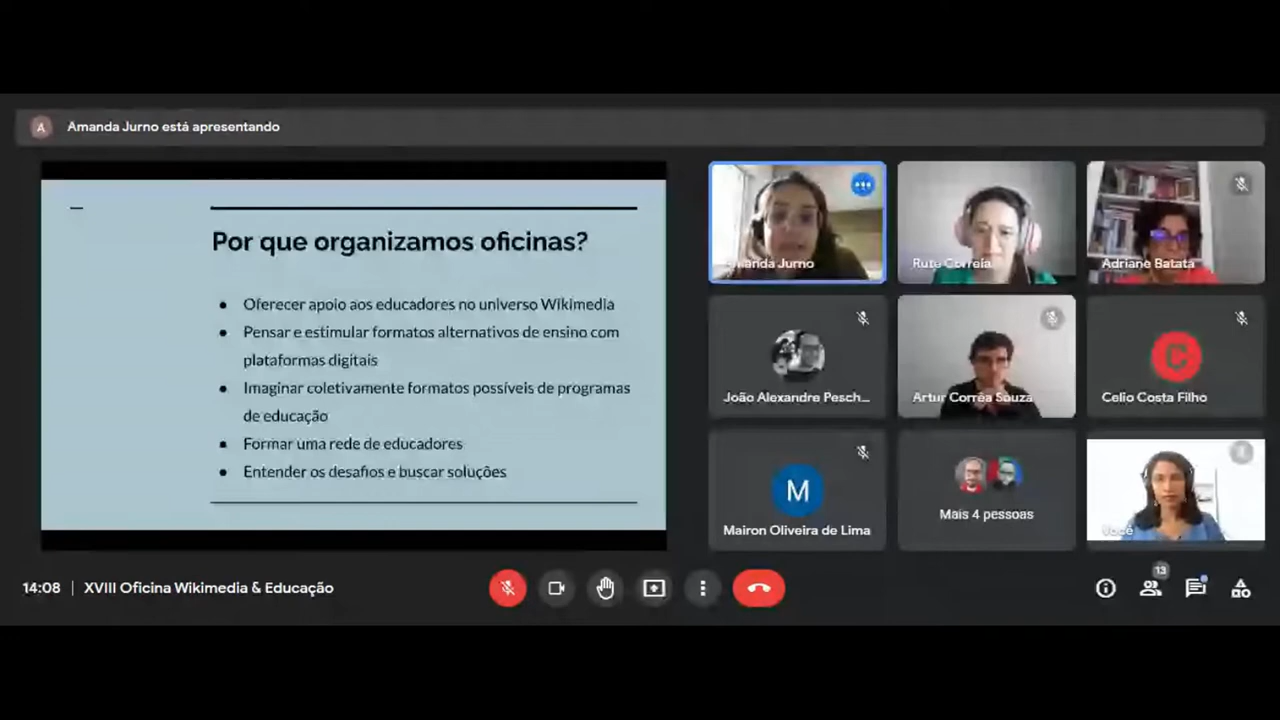 A
Amanda Jurno está apresentando
Por que organizamos oficinas?
● Oferecer apoio aos educadores no universo Wikimedia
● Pensar e estimular formatos alternativos de ensino com
plataformas digitais
● Imaginar coletivamente formatos possíveis de programas
de educação
● Formar uma rede de educadores
● Entender os desafios e buscar soluções
Amanda Jurno
Rute Correia
Adriane Batata
João Alexandre Pesch...
Artur Corrêa Souza
C
Celio Costa Filho
M
Mairon Oliveira de Lima
Mais 4 pessoas
Você
14:08 | XVIII Oficina Wikimedia & Educação
13